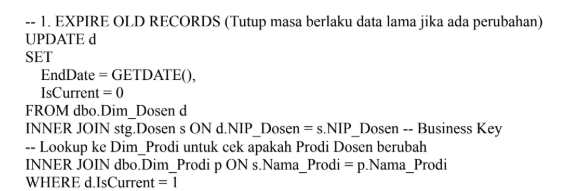 -- 1. EXPIRE OLD RECORDS (Tutup masa berlaku data lama jika ada perubahan)
UPDATE d
SET
EndDate = GETDATE(),
IsCurrent = 0
FROM dbo.Dim_Dosen d
INNER JOIN stg.Dosen s ON d.NIP_Dosen = s.NIP_Dosen -- Business Key
-- Lookup ke Dim_Prodi untuk cek apakah Prodi Dosen berubah
INNER JOIN dbo.Dim_Prodi p ON s.Nama_Prodi = p.Nama_Prodi
WHERE d.IsCurrent = 1